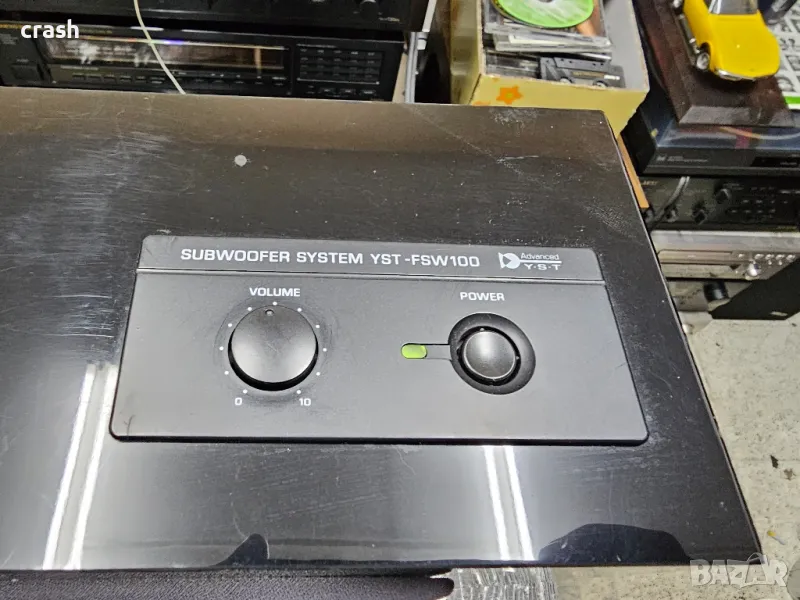 crash
SUBWOOFER SYSTEM YST-FSW100
Advanced
Y·S·T
VOLUME
POWER
0
10
BAZAR